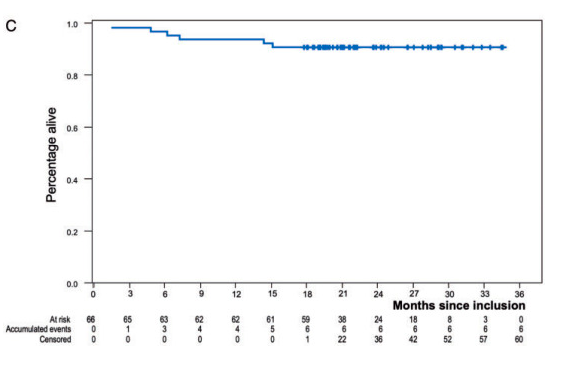 C
1.0
0.8
0.6
0.4
0.2
0.0
Percentage alive
0 3 6 9 12 15 18 21 24 27 30 33 36
Months since inclusion
At risk 66 65 63 62 62 61 59 38 24 18 8 3 0
Accumulated events 0 1 3 4 4 5 6 6 6 6 6 6 6
Censored 0 0 0 0 0 0 1 22 36 42 52 57 60